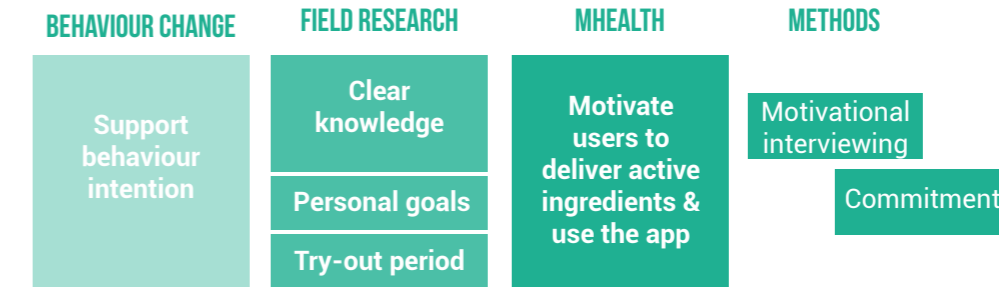 BEHAVIOUR CHANGE
FIELD RESEARCH
MHEALTH
METHODS
Support
behaviour
intention
Clear
knowledge
Personal goals
Try-out period
Motivate
users to
deliver active
ingredients &
use the app
Motivational
interviewing
Commitment